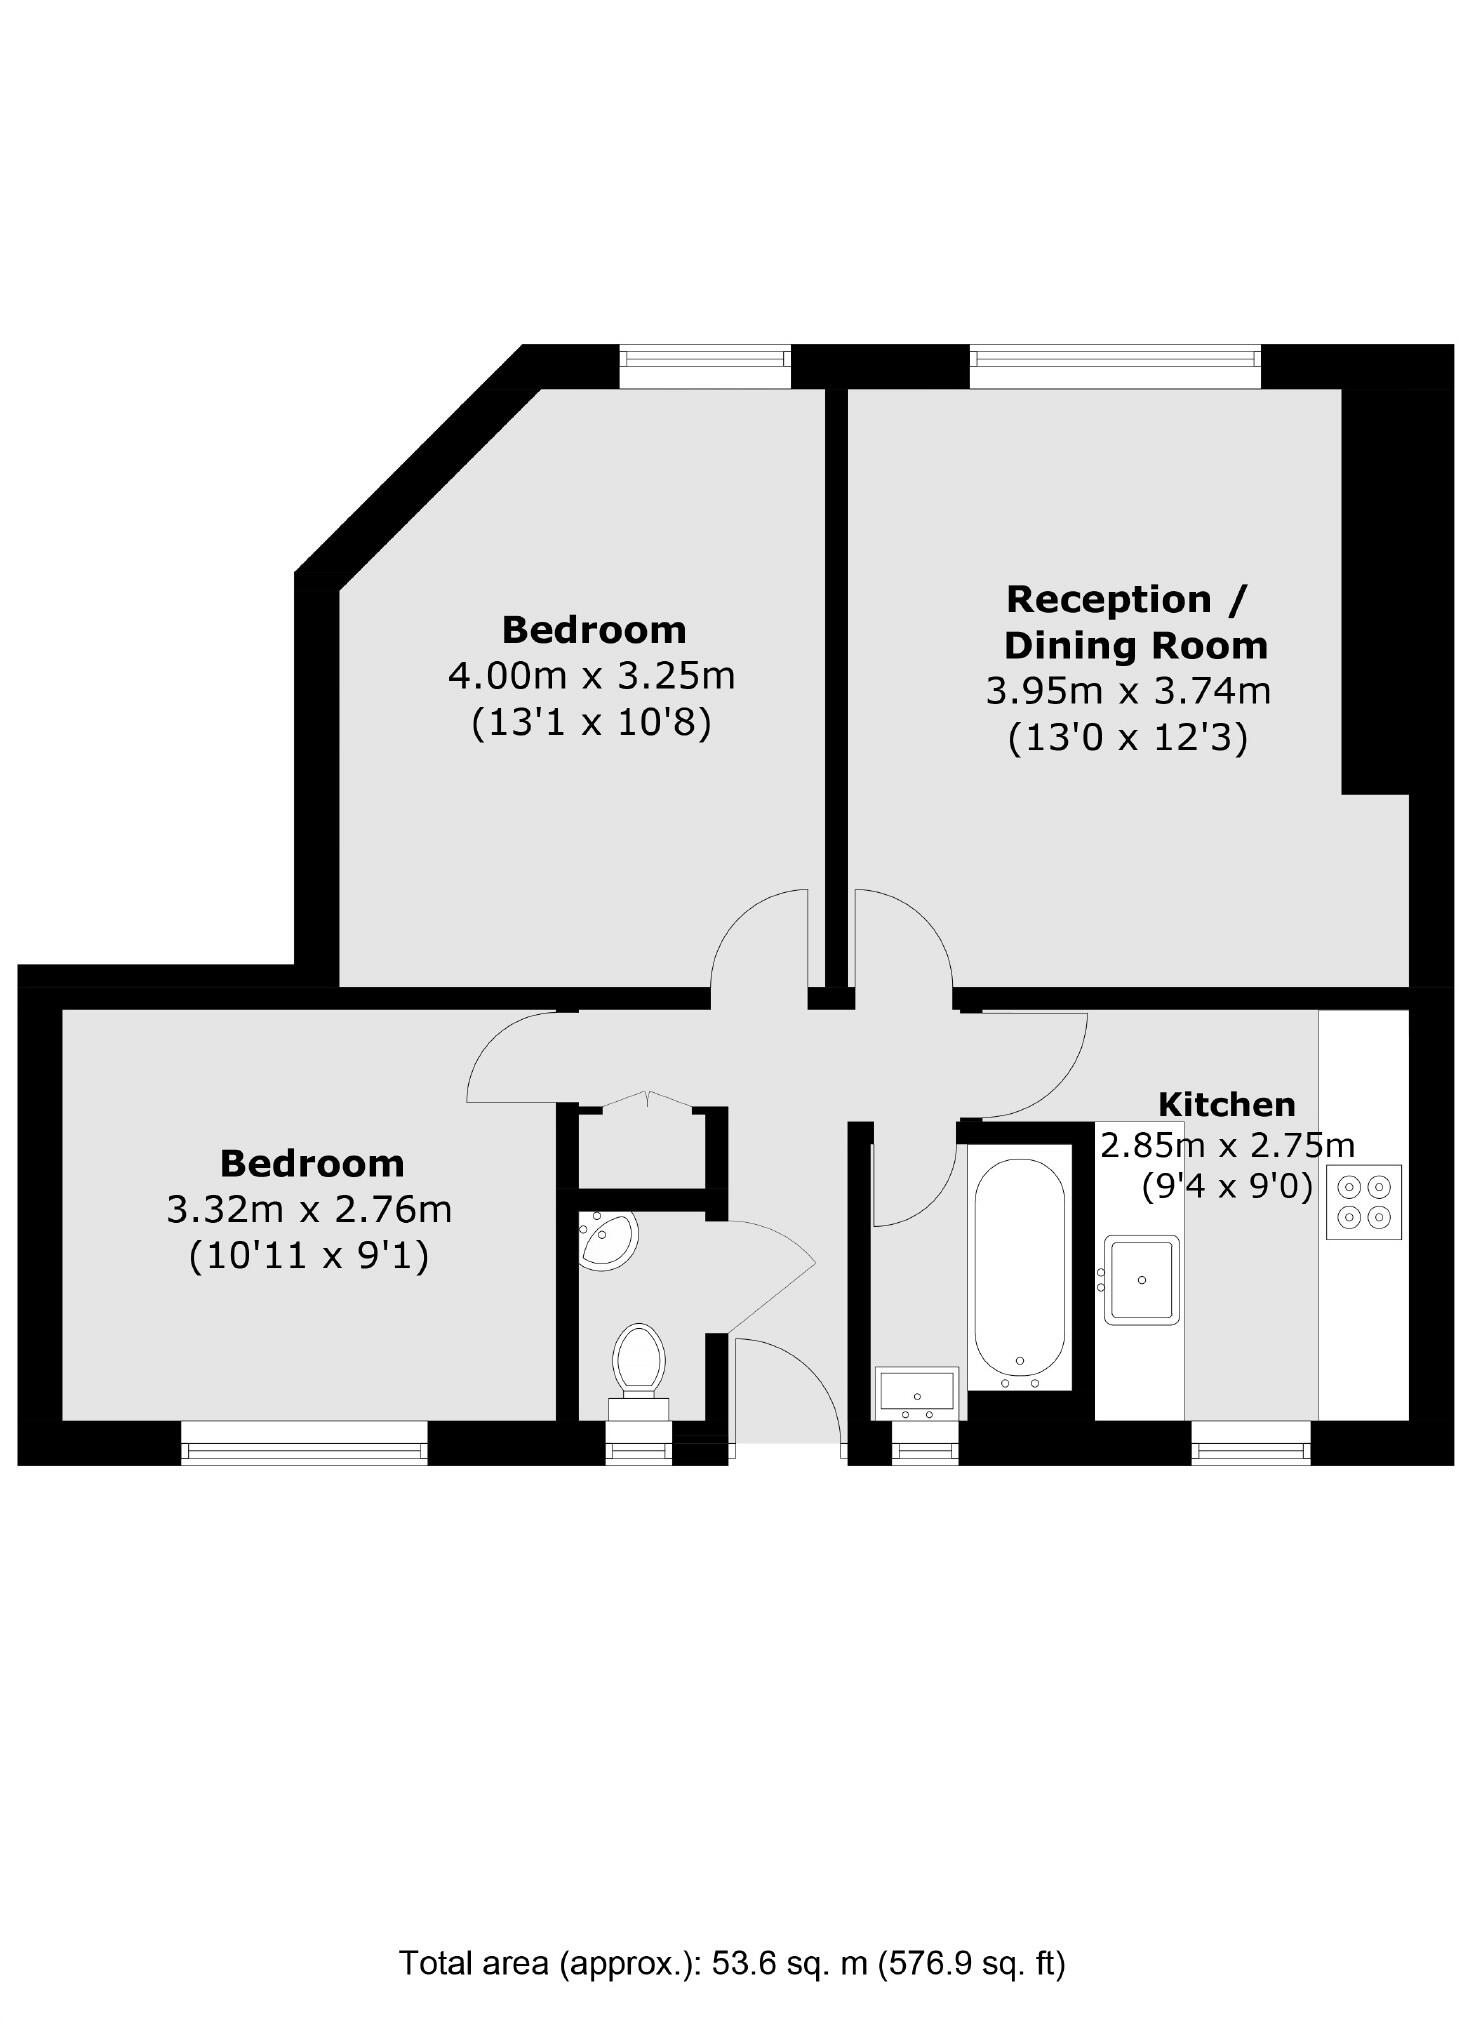 Bedroom
4.00m x 3.25m
(13'1 x 10'8)
Reception /
Dining Room
3.95m x 3.74m
(13'0 x 12'3)
Bedroom
3.32m x 2.76m
(10'11 x 9'1)
Kitchen
2.85m x 2.75m
(9'4 x 9'0)
Total area (approx.): 53.6 sq. m (576.9 sq. ft)